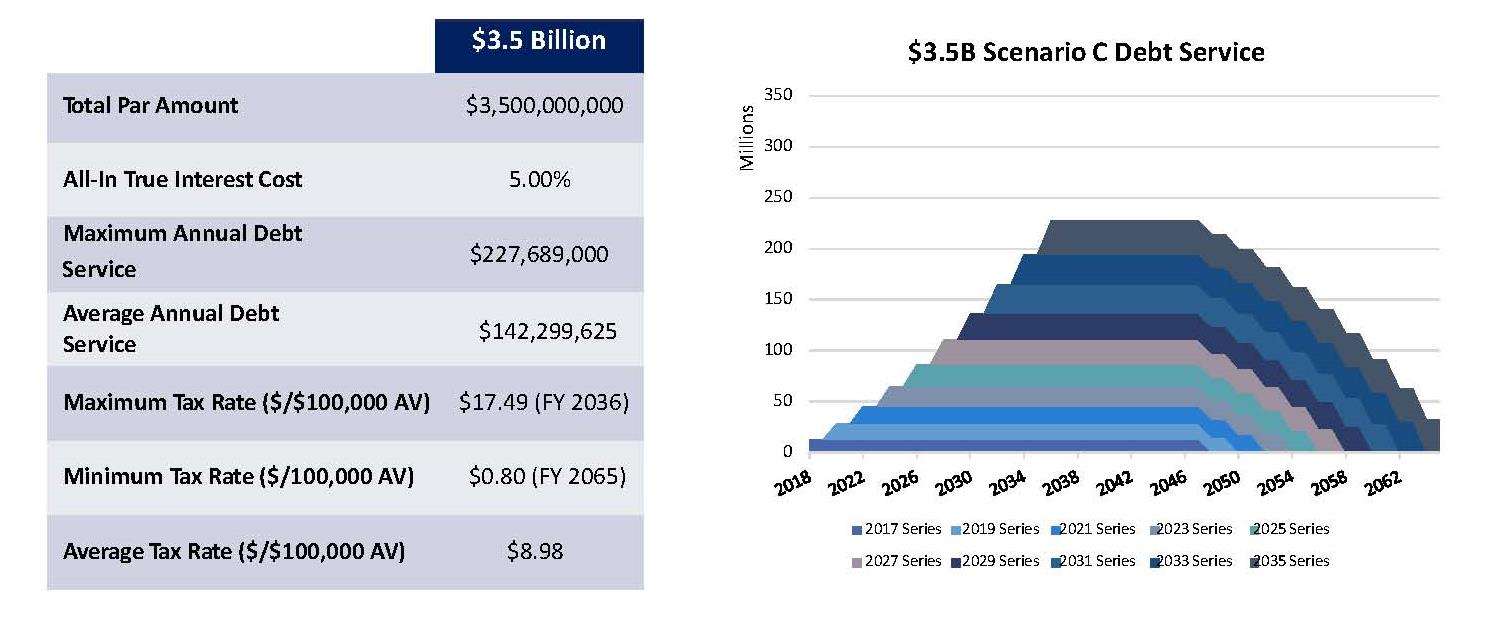 $3.5 Billion
Total Par Amount $3,500,000,000
All-In True Interest Cost 5.00%
Maximum Annual Debt
Service $227,689,000
Average Annual Debt
Service $142,299,625
Maximum Tax Rate ($/$100,000 AV) $17.49 (FY 2036)
Minimum Tax Rate ($/100,000 AV) $0.80 (FY 2065)
Average Tax Rate ($/$100,000 AV) $8.98
$3.5B Scenario C Debt Service
Millions
350
300
250
200
150
100
50
0
2018 2022 2026 2030 2034 2038 2042 2046 2050 2054 2058 2062
2017 Series 2019 Series 2021 Series 2023 Series 2025 Series
2027 Series 2029 Series 2031 Series 2033 Series 2035 Series